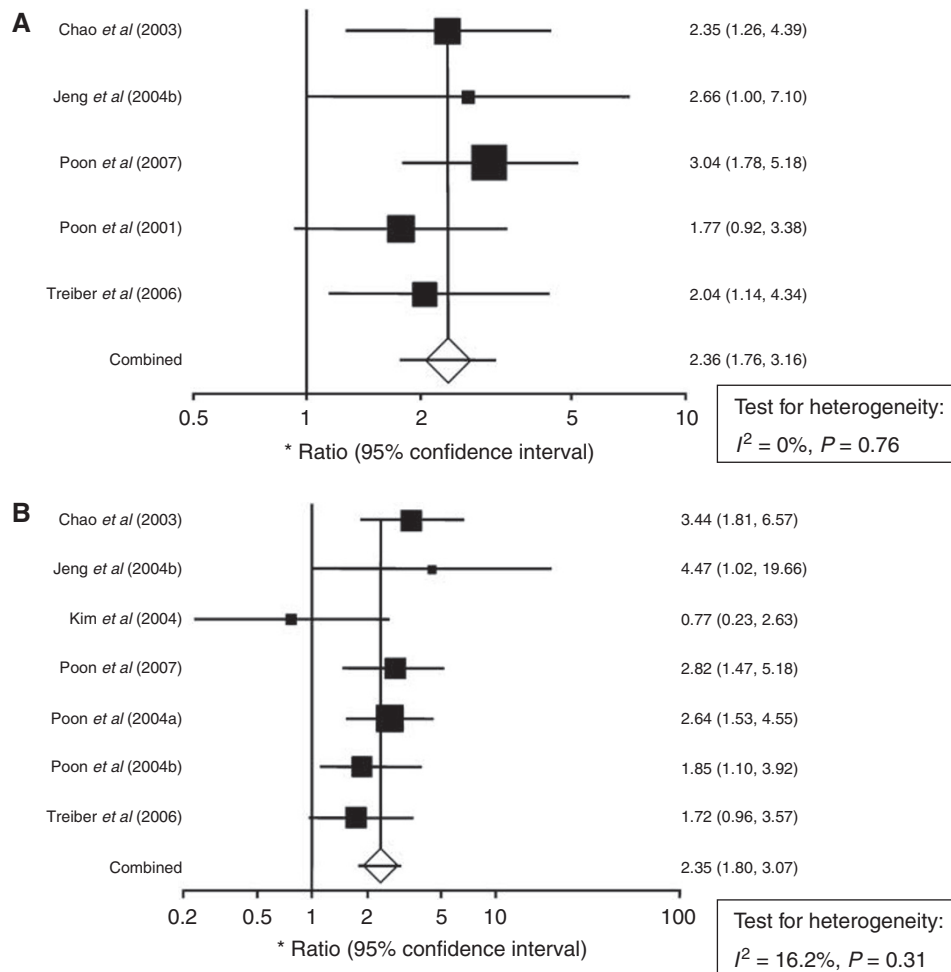 A
Chao et al (2003) 2.35 (1.26, 4.39)
Jeng et al (2004b) 2.66 (1.00, 7.10)
Poon et al (2007) 3.04 (1.78, 5.18)
Poon et al (2001) 1.77 (0.92, 3.38)
Treiber et al (2006) 2.04 (1.14, 4.34)
Combined 2.36 (1.76, 3.16)
0.5 1 2 5 10
* Ratio (95% confidence interval)
Test for heterogeneity:
I² = 0%, P = 0.76
B
Chao et al (2003) 3.44 (1.81, 6.57)
Jeng et al (2004b) 4.47 (1.02, 19.66)
Kim et al (2004) 0.77 (0.23, 2.63)
Poon et al (2007) 2.82 (1.47, 5.18)
Poon et al (2004a) 2.64 (1.53, 4.55)
Poon et al (2004b) 1.85 (1.10, 3.92)
Treiber et al (2006) 1.72 (0.96, 3.57)
Combined 2.35 (1.80, 3.07)
0.2 0.5 1 2 5 10 100
* Ratio (95% confidence interval)
Test for heterogeneity:
I² = 16.2%, P = 0.31